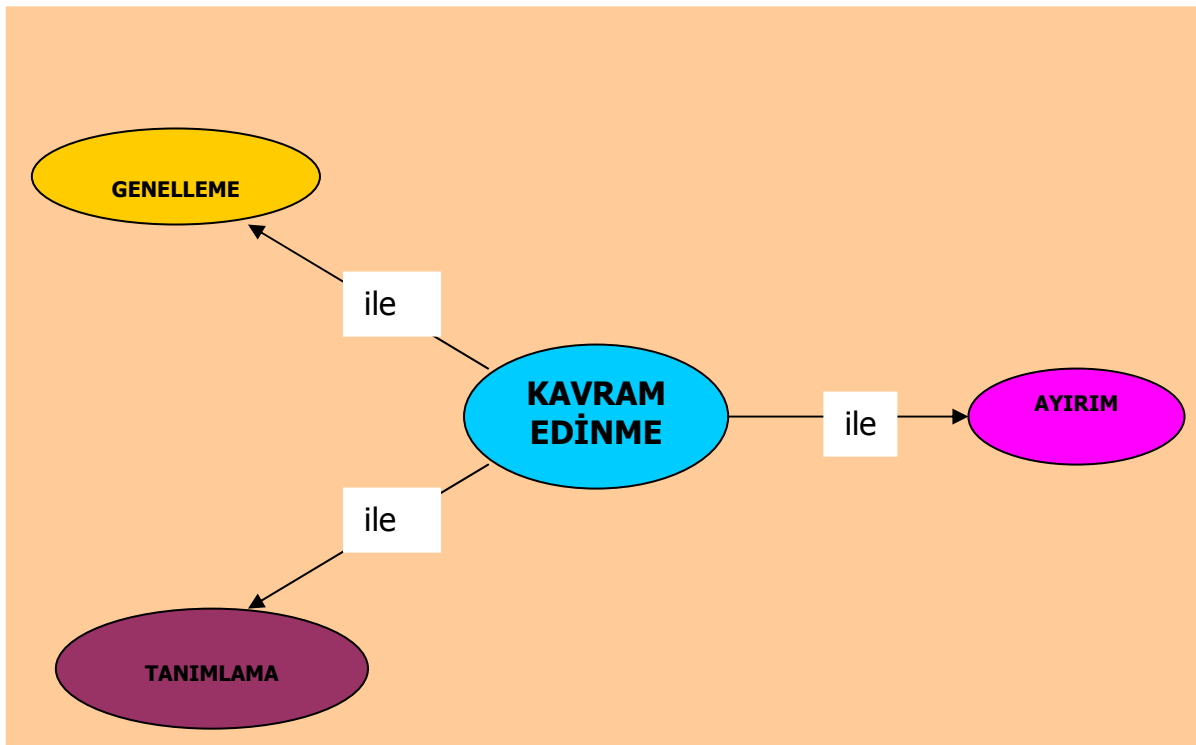 GENELLEME
ile
KAVRAM
EDİNME
AYIRIM
ile
ile
TANIMLAMA